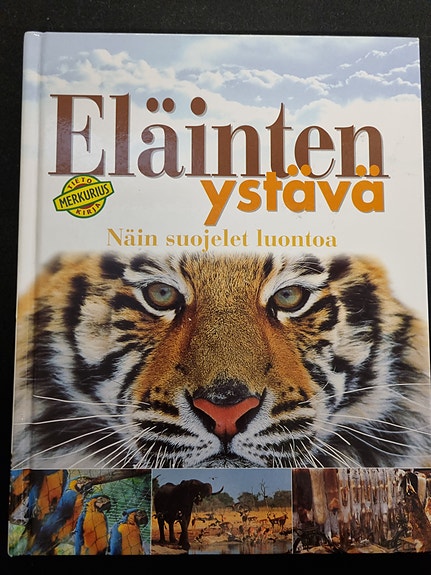 Eläinten
ystävä
TIETO
MERKURIUS
KIRJA
Näin suojelet luontoa